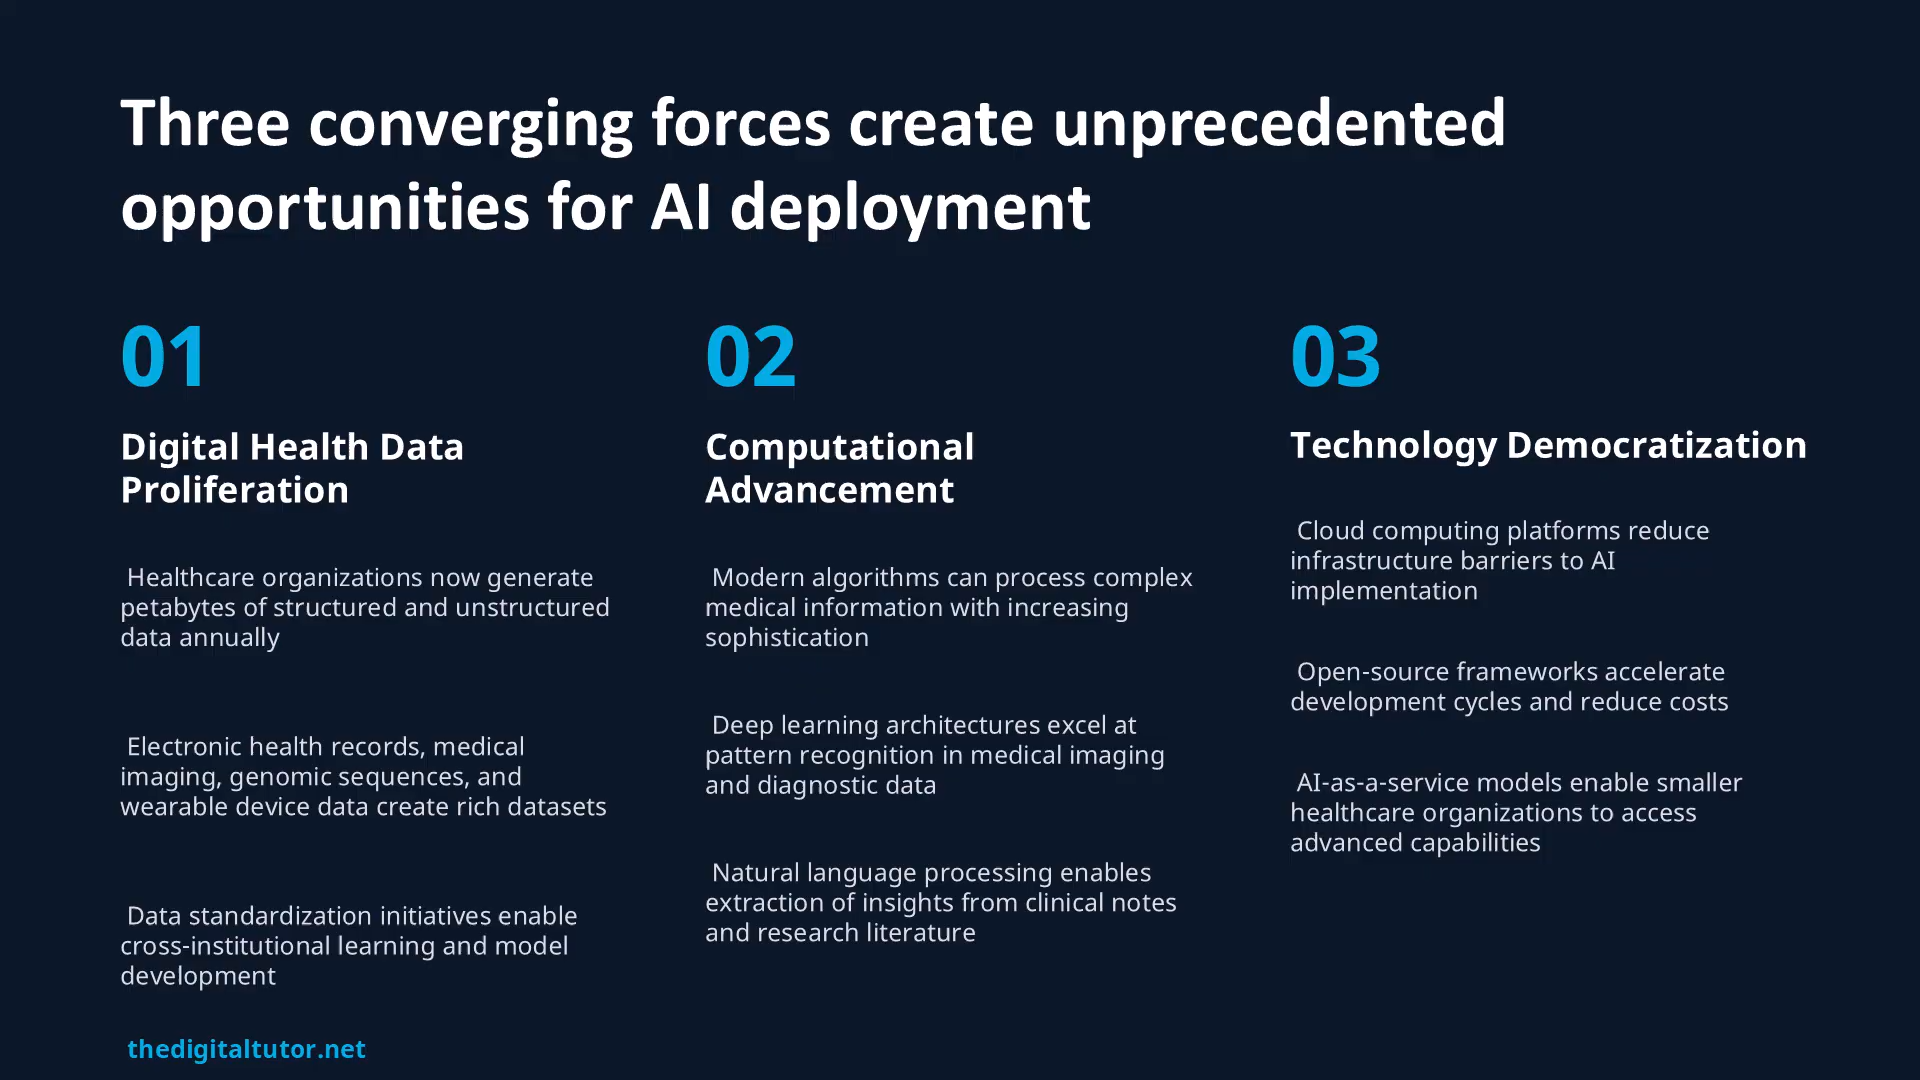 Three converging forces create unprecedented
opportunities for AI deployment
01
Digital Health Data
Proliferation
Healthcare organizations now generate
petabytes of structured and unstructured
data annually
Electronic health records, medical
imaging, genomic sequences, and
wearable device data create rich datasets
Data standardization initiatives enable
cross-institutional learning and model
development
02
Computational
Advancement
Modern algorithms can process complex
medical information with increasing
sophistication
Deep learning architectures excel at
pattern recognition in medical imaging
and diagnostic data
Natural language processing enables
extraction of insights from clinical notes
and research literature
03
Technology Democratization
Cloud computing platforms reduce
infrastructure barriers to AI
implementation
Open-source frameworks accelerate
development cycles and reduce costs
AI-as-a-service models enable smaller
healthcare organizations to access
advanced capabilities
thedigitaltutor.net